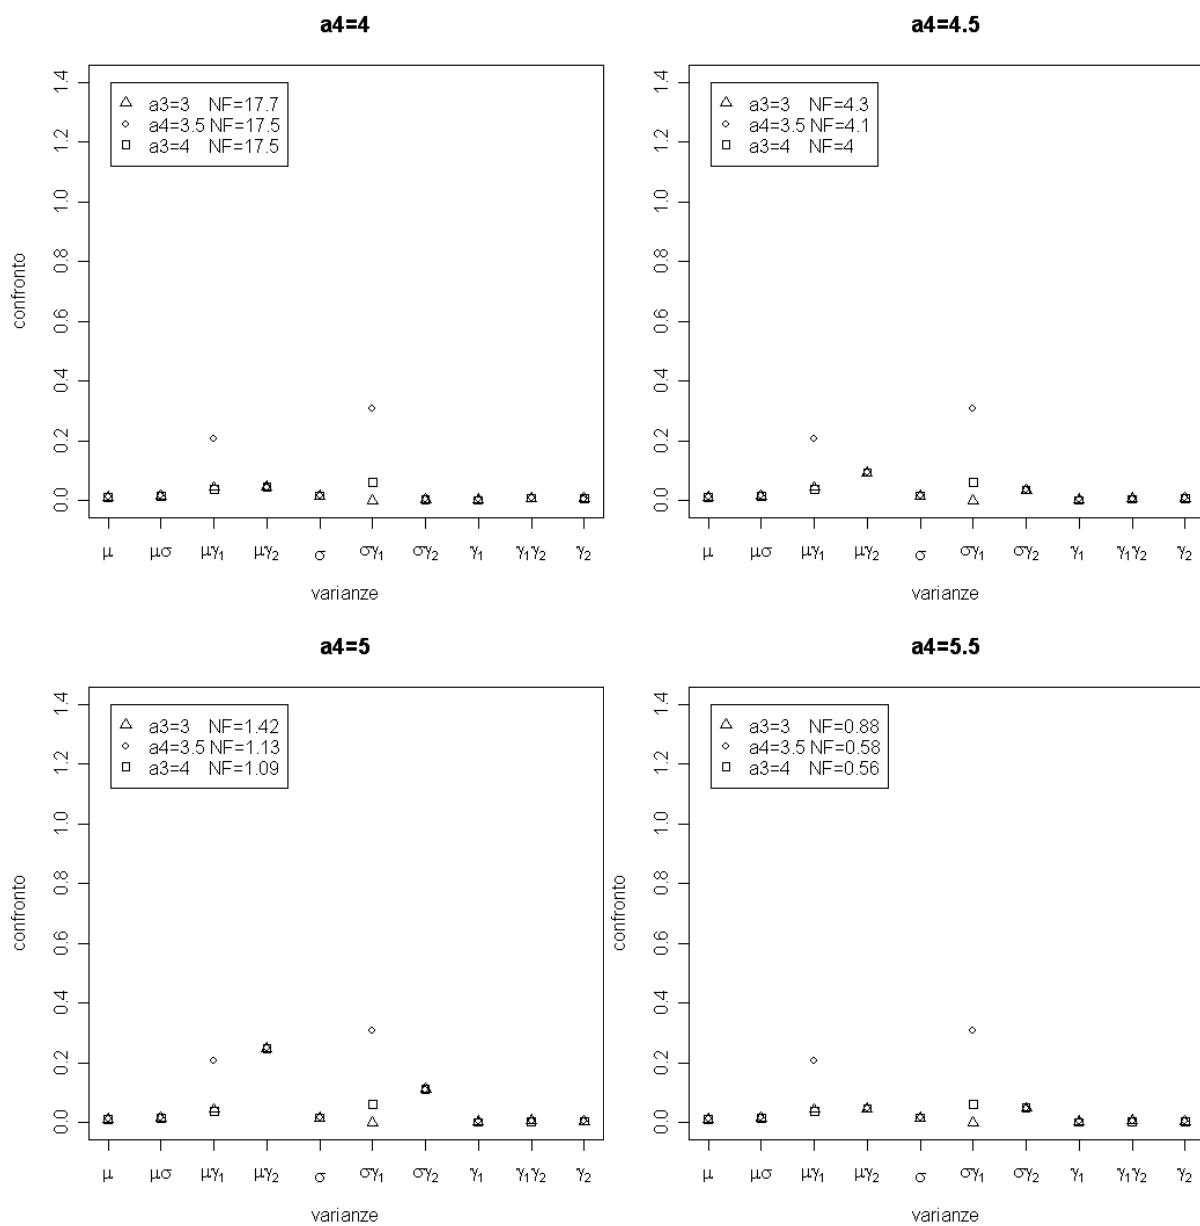 a4=4
1.4
1.2
1.0
0.8
0.6
0.4
0.2
0.0
confronto
a3=3 NF=17.7
a4=3.5 NF=17.5
a3=4 NF=17.5
μ μσ μγ1 μγ2 σ σγ1 σγ2 γ1 γ1γ2 γ2
varianze
a4=4.5
1.4
1.2
1.0
0.8
0.6
0.4
0.2
0.0
a3=3 NF=4.3
a4=3.5 NF=4.1
a3=4 NF=4
μ μσ μγ1 μγ2 σ σγ1 σγ2 γ1 γ1γ2 γ2
varianze
a4=5
1.4
1.2
1.0
0.8
0.6
0.4
0.2
0.0
confronto
a3=3 NF=1.42
a4=3.5 NF=1.13
a3=4 NF=1.09
μ μσ μγ1 μγ2 σ σγ1 σγ2 γ1 γ1γ2 γ2
varianze
a4=5.5
1.4
1.2
1.0
0.8
0.6
0.4
0.2
0.0
confronto
a3=3 NF=0.88
a4=3.5 NF=0.58
a3=4 NF=0.56
μ μσ μγ1 μγ2 σ σγ1 σγ2 γ1 γ1γ2 γ2
varianze